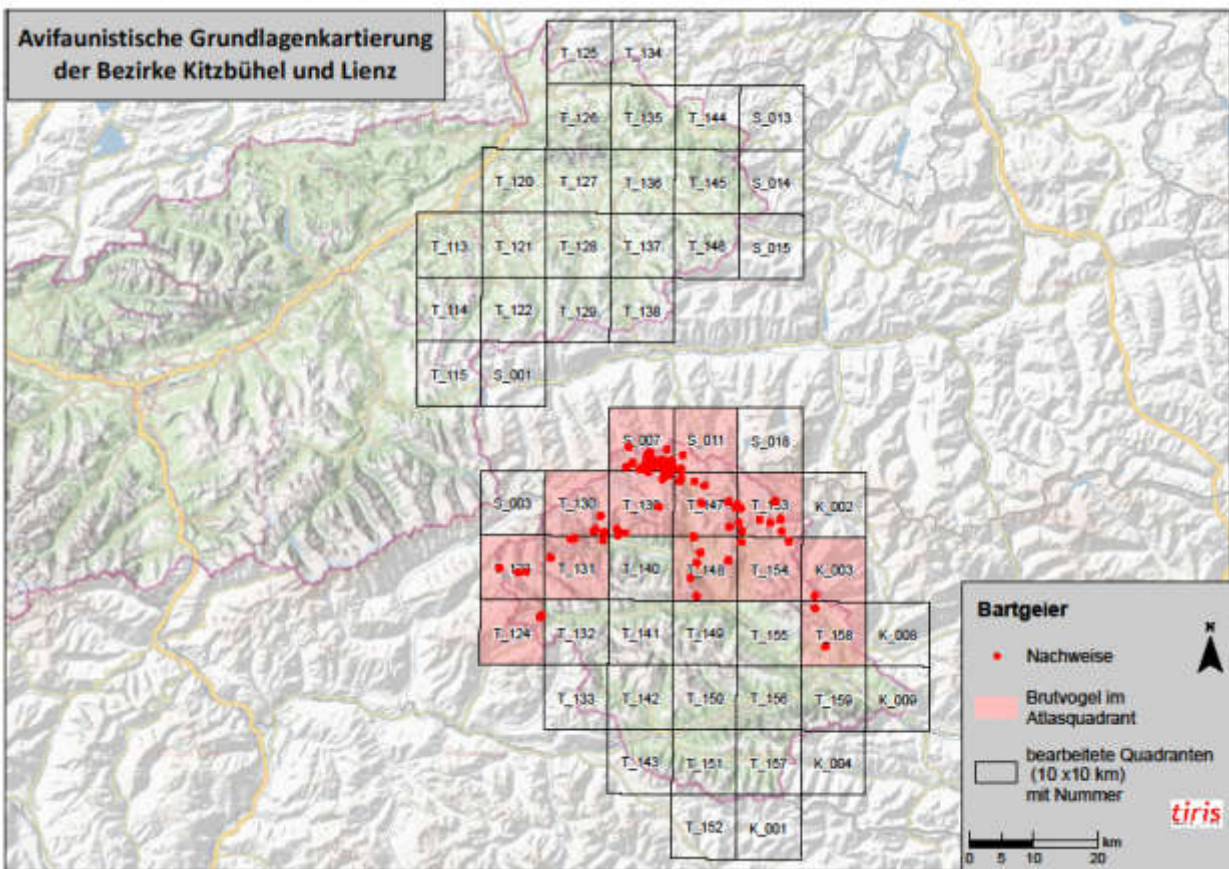 Avifaunistische Grundlagenkartierung
der Bezirke Kitzbühel und Lienz
T_125 T_134
T_126 T_135 T_144 S_013
T_120 T_127 T_136 T_145 S_014
T_113 T_121 T_128 T_137 T_146 S_015
T_114 T_122 T_129 T_138
T_115 S_001
S_007 S_011 S_016
S_003 T_130 T_139 T_147 T_153 K_002
T_131 T_140 T_148 T_154 K_003
T_124 T_132 T_141 T_149 T_155 T_158 K_008
T_133 T_142 T_150 T_156 T_159 K_009
T_143 T_151 T_157 K_004
T_152 K_001
Bartgeier
Nachweise
Brutvogel im
Atlasquadrant
bearbeitete Quadranten
(10 x10 km)
mit Nummer
N
tiris
km
0 5 10 20